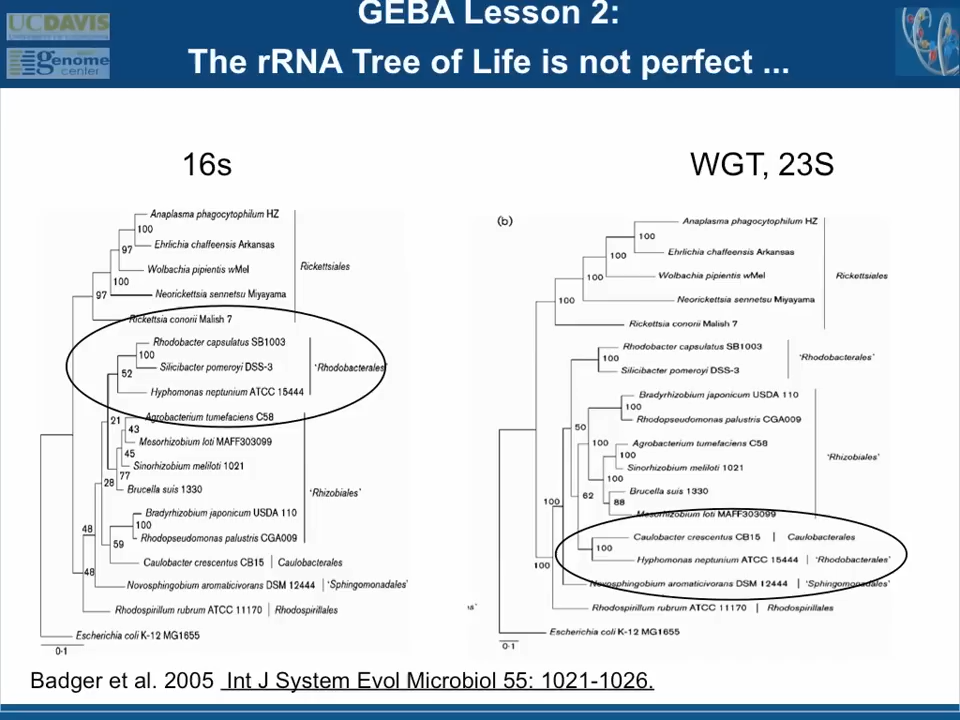 GEBA Lesson 2:
The rRNA Tree of Life is not perfect ...
UC DAVIS
genome
center
16s
WGT, 23S
Anaplasma phagocytophilum HZ
100
Ehrlichia chaffeensis Arkansas
97
Wolbachia pipientis wMel
Rickettsiales
100
Neorickettsia sennetsu Miyayama
97
Rickettsia conorii Malish 7
Rhodobacter capsulatus SB1003
100
Silicibacter pomeroyi DSS-3
'Rhodobacterales'
52
Hyphomonas neptunium ATCC 15444
Agrobacterium tumefaciens C58
21
43
Mesorhizobium loti MAFF303099
45
Sinorhizobium meliloti 1021
77
28
Brucella suis 1330
'Rhizobiales'
Bradyrhizobium japonicum USDA 110
100
48
Rhodopseudomonas palustris CGA009
59
Caulobacter crescentus CB15 | Caulobacterales
48
Novosphingobium aromaticivorans DSM 12444 | 'Sphingomonadales'
Rhodospirillum rubrum ATCC 11170 | Rhodospirillales
Escherichia coli K-12 MG1655
0·1
(b)
Anaplasma phagocytophilum HZ
100
Ehrlichia chaffeensis Arkansas
100
Wolbachia pipientis wMel
Rickettsiales
100
Neorickettsia sennetsu Miyayama
100
Rickettsia conorii Malish 7
Rhodobacter capsulatus SB1003
100
'Rhodobacterales'
Silicibacter pomeroyi DSS-3
Bradyrhizobium japonicum USDA 110
100
Rhodopseudomonas palustris CGA009
50
100
Agrobacterium tumefaciens C58
100
'Rhizobiales'
Sinorhizobium meliloti 1021
100
Brucella suis 1330
62
88
100
Mesorhizobium loti MAFF303099
Caulobacter crescentus CB15 | Caulobacterales
100
Hyphomonas neptunium ATCC 15444 | 'Rhodobacterales'
100
Novosphingobium aromaticivorans DSM 12444 | 'Sphingomonadales'
Rhodospirillum rubrum ATCC 11170 | Rhodospirillales
Escherichia coli K-12 MG1655
0·1
Badger et al. 2005 Int J System Evol Microbiol 55: 1021-1026.